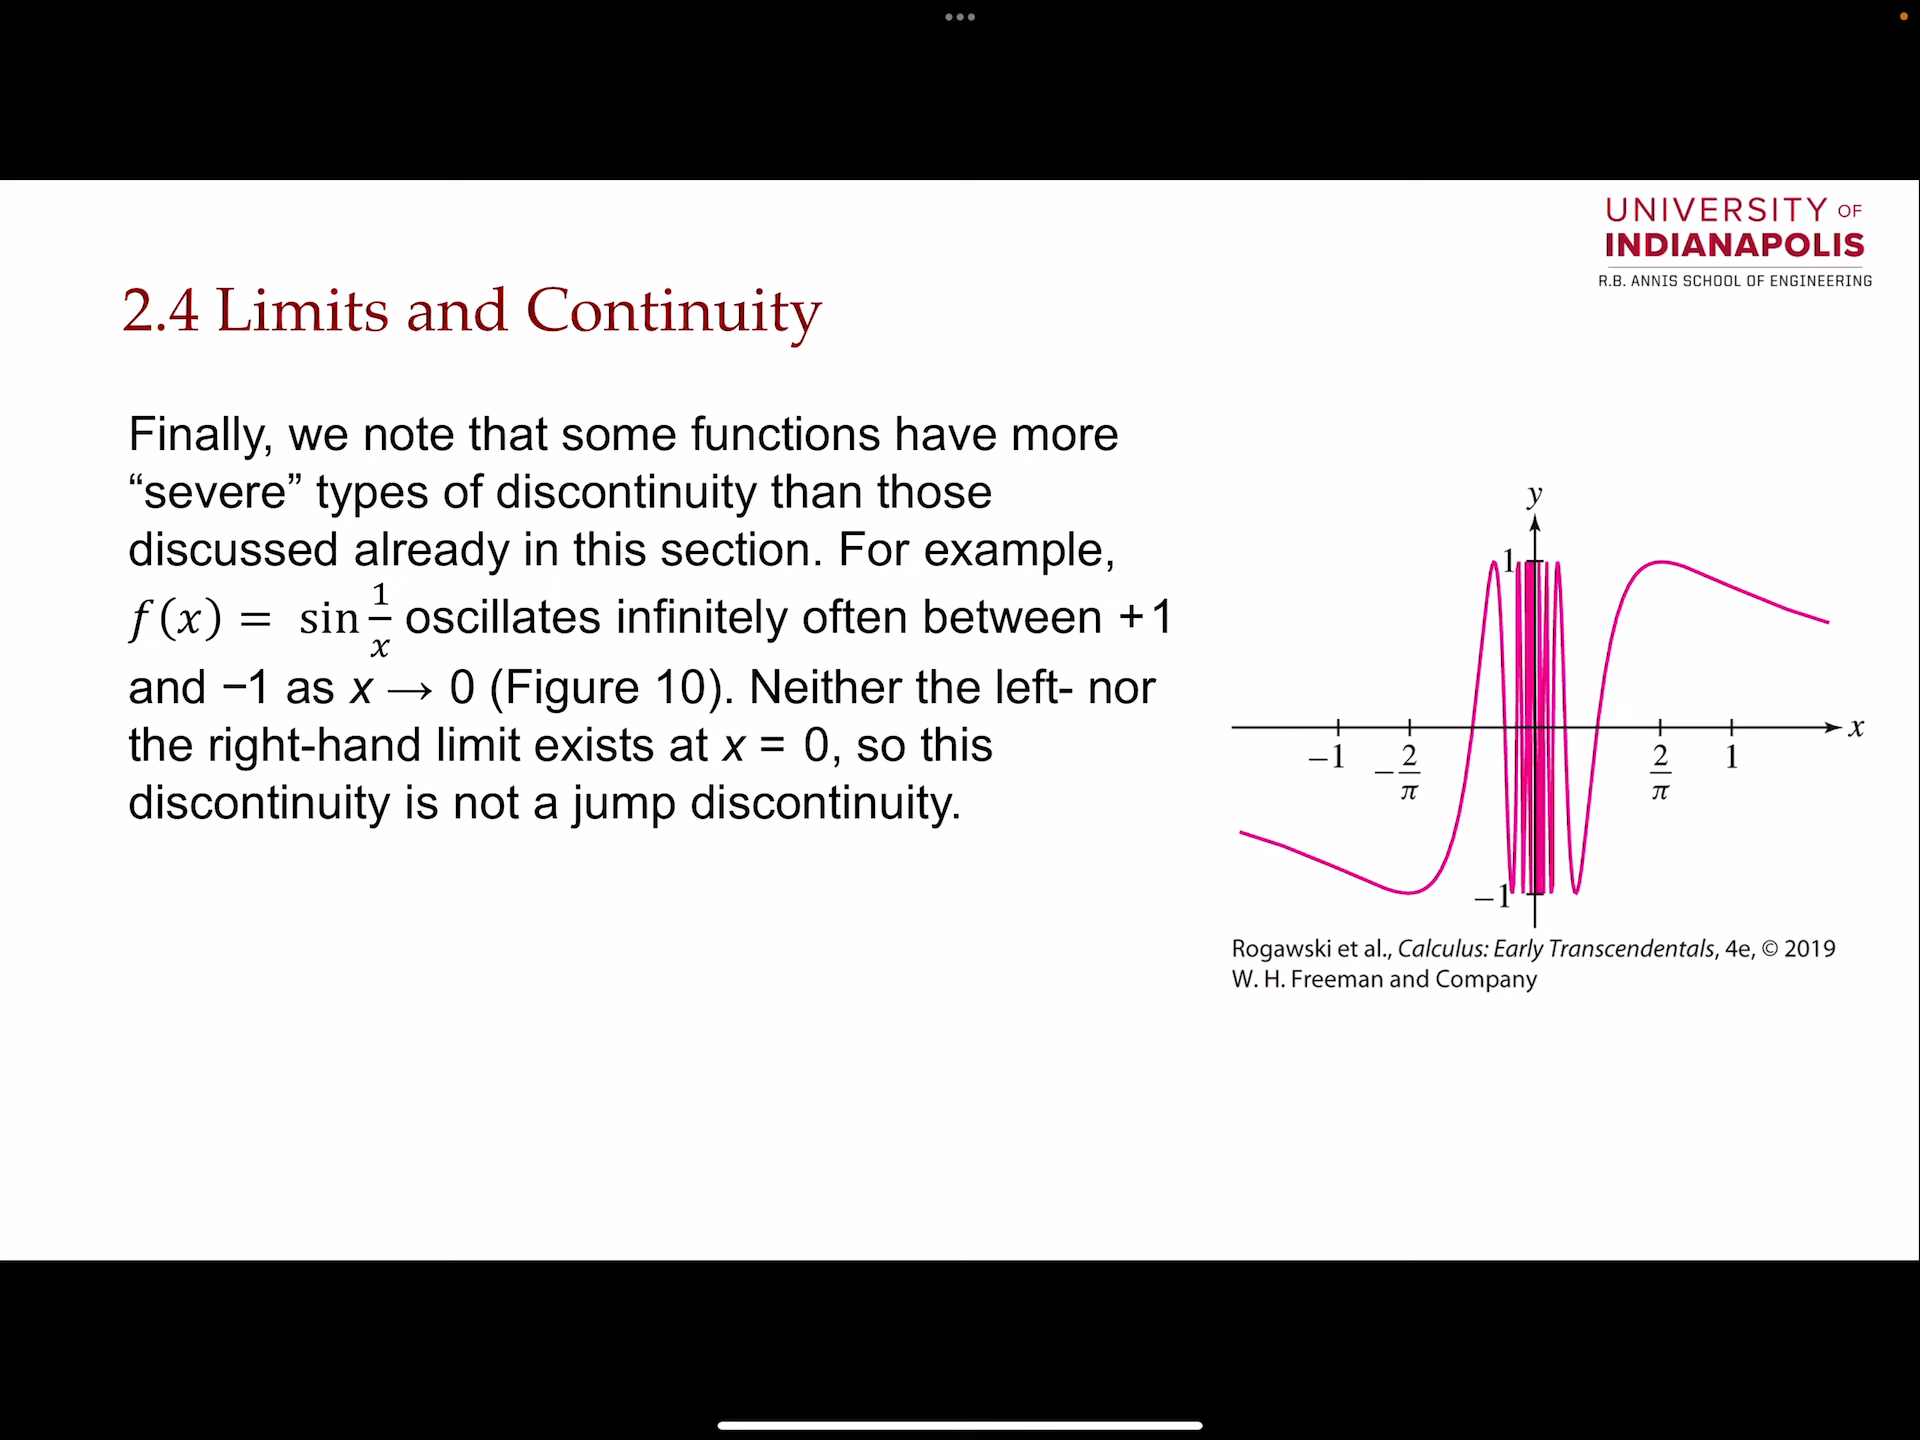 UNIVERSITY OF
INDIANAPOLIS
R.B. ANNIS SCHOOL OF ENGINEERING
2.4 Limits and Continuity
Finally, we note that some functions have more
“severe” types of discontinuity than those
discussed already in this section. For example,
f(x) = sin 1/x oscillates infinitely often between +1
and −1 as x → 0 (Figure 10). Neither the left- nor
the right-hand limit exists at x = 0, so this
discontinuity is not a jump discontinuity.
y
1
x
−1 −2/π 2/π 1
−1
Rogawski et al., Calculus: Early Transcendentals, 4e, © 2019
W. H. Freeman and Company